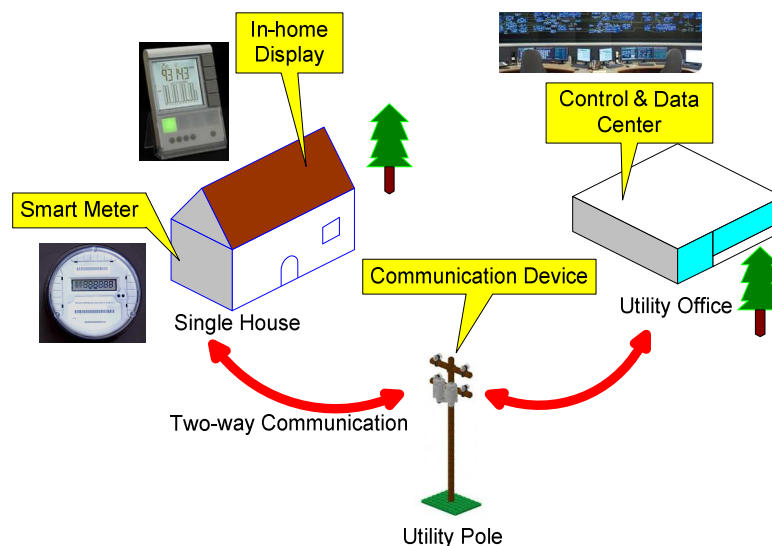 In-home
Display
Control & Data
Center
Smart Meter
Communication Device
Single House
Utility Office
Two-way Communication
Utility Pole